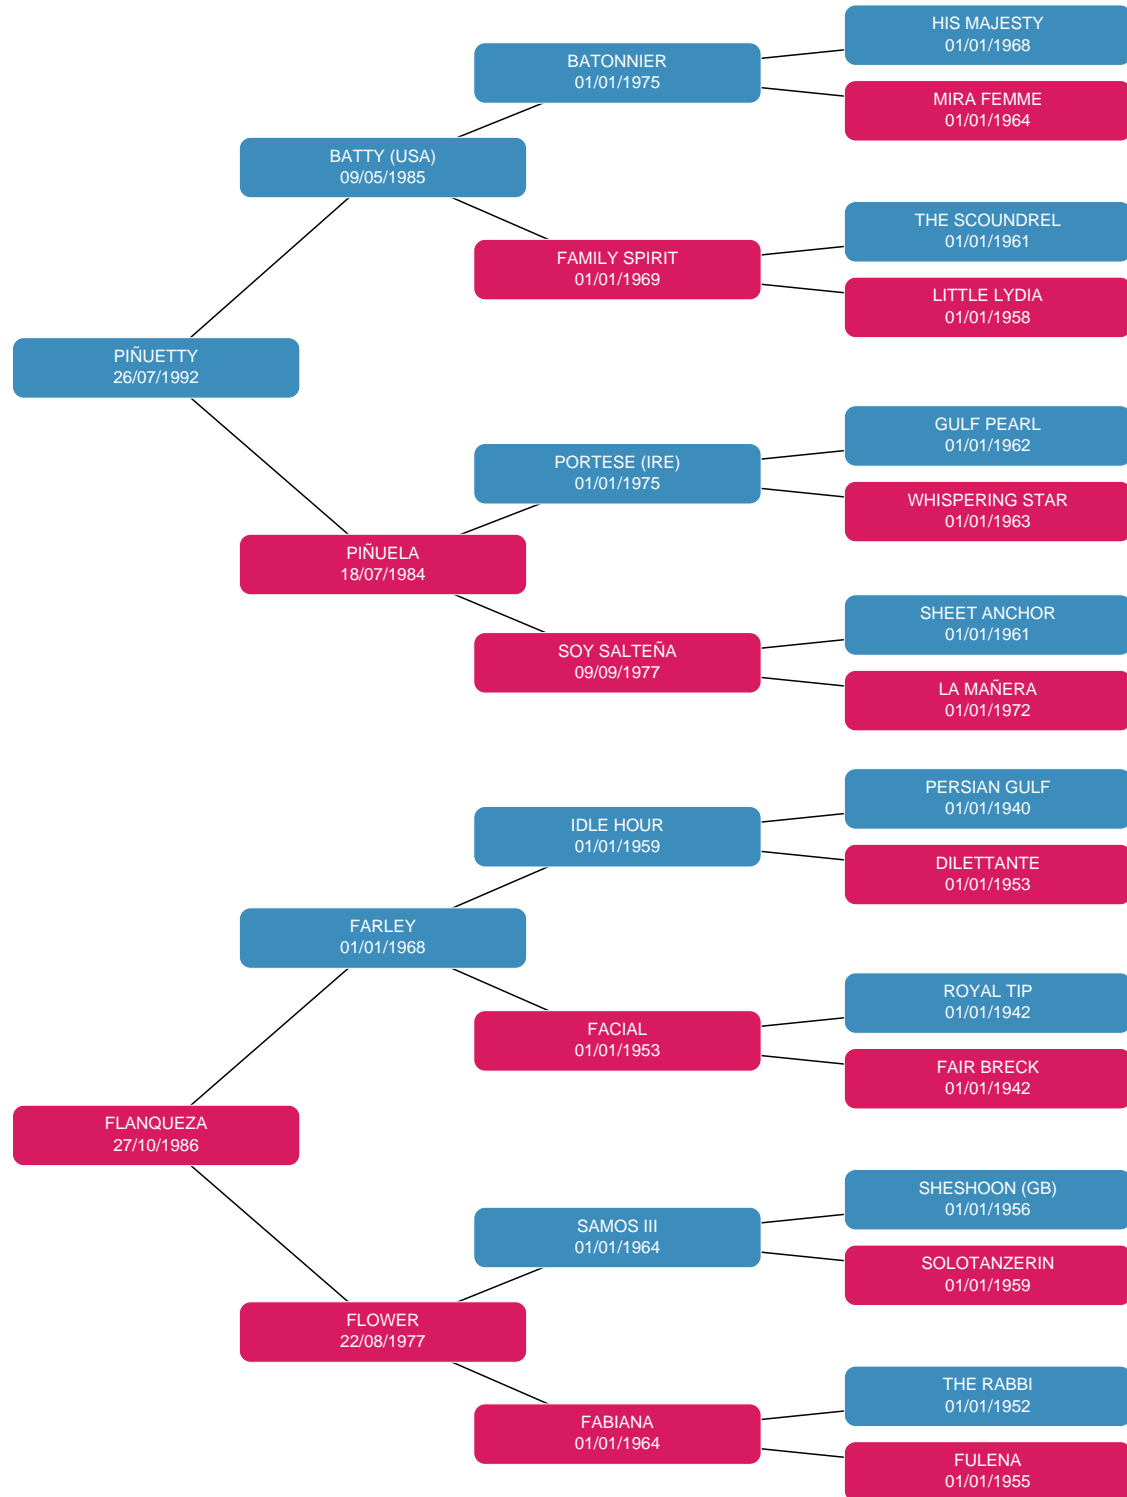 HIS MAJESTY
01/01/1968
BATONNIER
01/01/1975
MIRA FEMME
01/01/1964
BATTY (USA)
09/05/1985
THE SCOUNDREL
01/01/1961
FAMILY SPIRIT
01/01/1969
LITTLE LYDIA
01/01/1958
PIÑUETTY
26/07/1992
GULF PEARL
01/01/1962
PORTESE (IRE)
01/01/1975
WHISPERING STAR
01/01/1963
PIÑUELA
18/07/1984
SHEET ANCHOR
01/01/1961
SOY SALTEÑA
09/09/1977
LA MAÑERA
01/01/1972
PERSIAN GULF
01/01/1940
IDLE HOUR
01/01/1959
DILETTANTE
01/01/1953
FARLEY
01/01/1968
ROYAL TIP
01/01/1942
FACIAL
01/01/1953
FAIR BRECK
01/01/1942
FLANQUEZA
27/10/1986
SHESHOON (GB)
01/01/1956
SAMOS III
01/01/1964
SOLOTANZERIN
01/01/1959
FLOWER
22/08/1977
THE RABBI
01/01/1952
FABIANA
01/01/1964
FULENA
01/01/1955